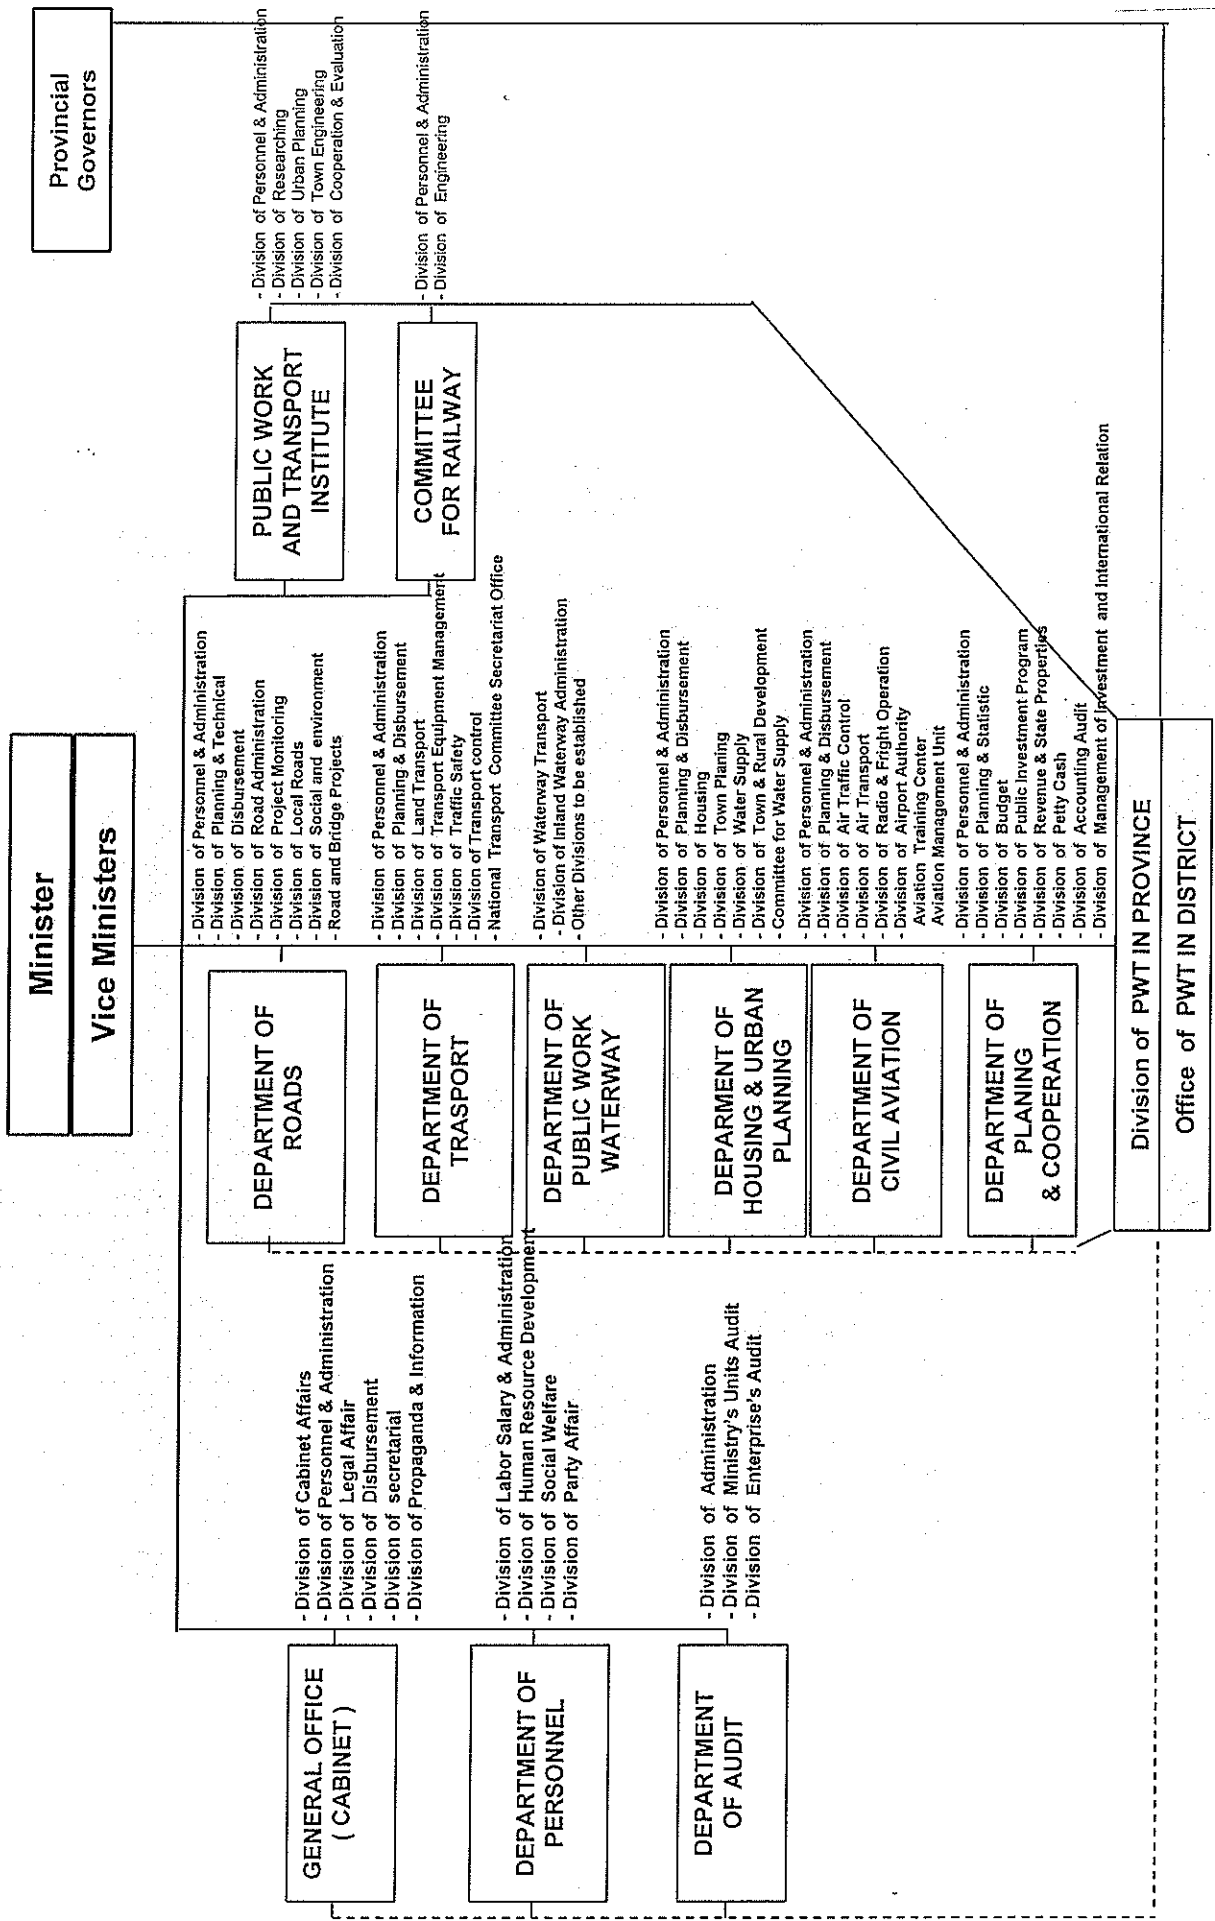 Minister
Vice Ministers
Provincial
Governors
GENERAL OFFICE
( CABINET )
- Division of Cabinet Affairs
- Division of Personnel & Administration
- Division of Legal Affair
- Division of Disbursement
- Division of secretarial
- Division of Propaganda & Information
DEPARTMENT OF
PERSONNEL
- Division of Labor Salary & Administration
- Division of Human Resource Development
- Division of Social Welfare
- Division of Party Affair
DEPARTMENT
OF AUDIT
- Division of Administration
- Division of Ministry's Units Audit
- Division of Enterprise's Audit
DEPARTMENT OF
ROADS
- Division of Personnel & Administration
- Division of Planning & Technical
- Division of Disbursement
- Division of Road Administration
- Division of Project Monitoring
- Division of Local Roads
- Division of Social and environment
- Road and Bridge Projects
DEPARTMENT OF
TRASPORT
- Division of Personnel & Administration
- Division of Planning & Disbursement
- Division of Land Transport
- Division of Transport Equipment Management
- Division of Traffic Safety
- Division of Transport control
- National Transport Committee Secretariat Office
DEPARTMENT OF
PUBLIC WORK
WATERWAY
- Division of Waterway Transport
- Division of Inland Waterway Administration
- Other Divisions to be established
DEPARMENT OF
HOUSING & URBAN
PLANNING
- Division of Personnel & Administration
- Division of Planning & Disbursement
- Division of Housing
- Division of Town Planing
- Division of Water Supply
- Division of Town & Rural Development
- Committee for Water Supply
DEPARTMENT OF
CIVIL AVIATION
- Division of Personnel & Administration
- Division of Planning & Disbursement
- Division of Air Traffic Control
- Division of Air Transport
- Division of Radio & Fright Operation
- Division of Airport Authority
Aviation Training Center
Aviation Management Unit
DEPARTMENT OF
PLANING
& COOPERATION
- Division of Personnel & Administration
- Division of Planning & Statistic
- Division of Budget
- Division of Public Investment Program
- Division of Revenue & State Properties
- Division of Petty Cash
- Division of Accounting Audit
- Division of Management of Investment and International Relation
PUBLIC WORK
AND TRANSPORT
INSTITUTE
- Division of Personnel & Administration
- Division of Researching
- Division of Urban Planning
- Division of Town Engineering
- Division of Cooperation & Evaluation
COMMITTEE
FOR RAILWAY
- Division of Personnel & Administration
- Division of Engineering
Division of PWT IN PROVINCE
Office of PWT IN DISTRICT